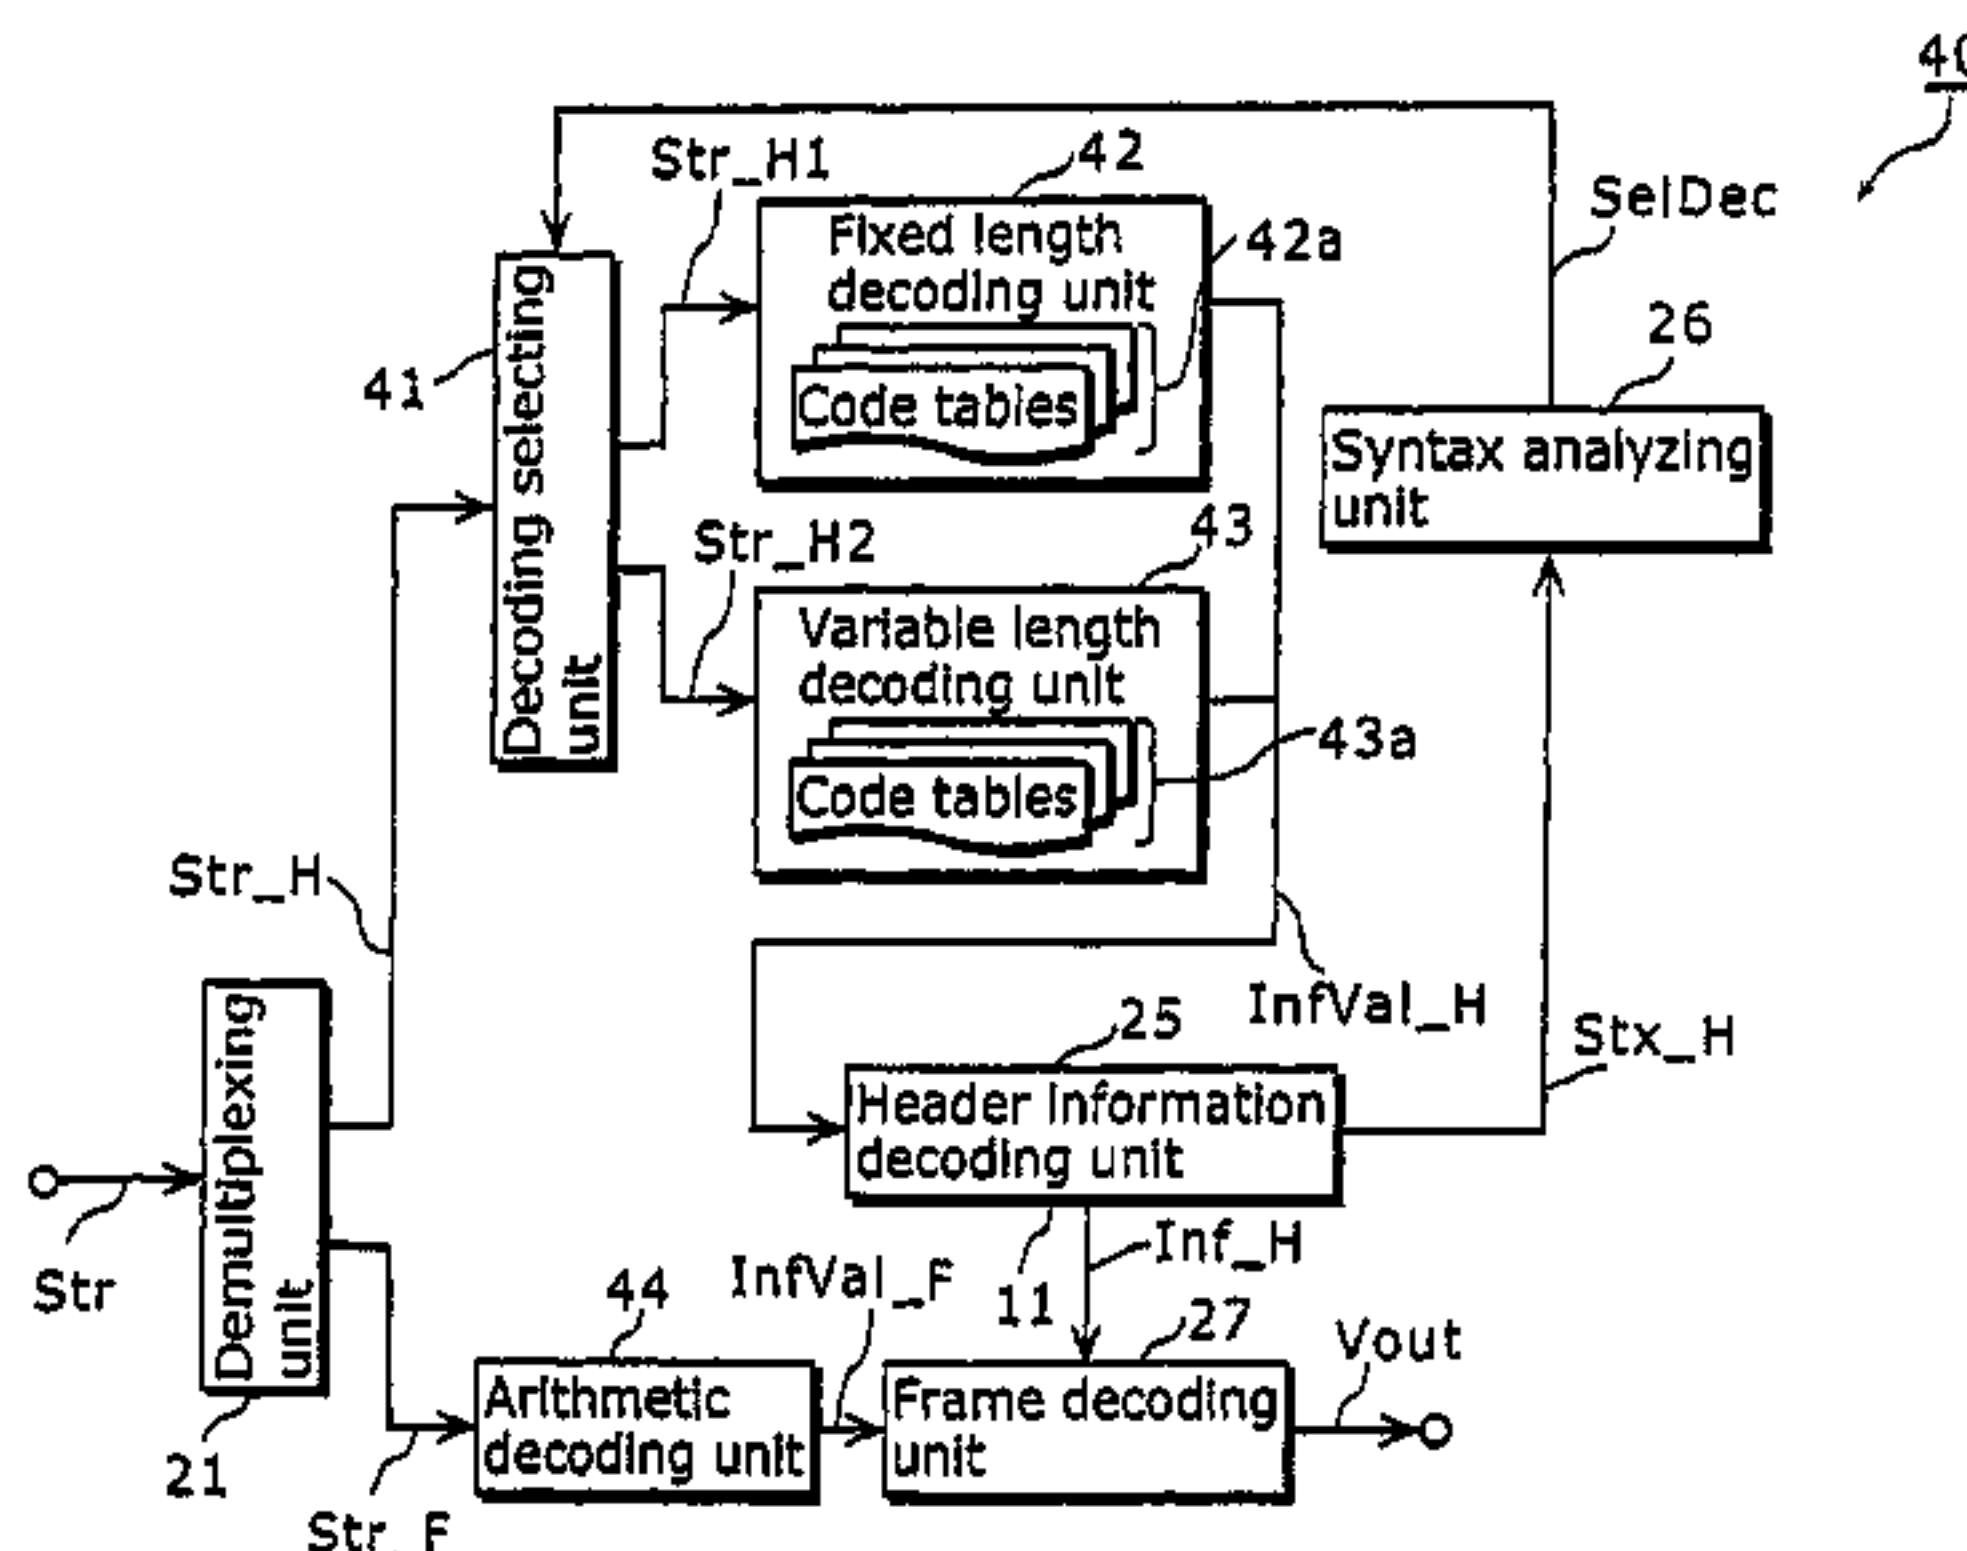 40
Str_H1
42
SelDec
Fixed length
decoding unit
42a
Code tables
41
Decoding selecting
unit
26
Syntax analyzing
unit
Str_H2
43
Variable length
decoding unit
43a
Code tables
Str_H
InfVal_H
Stx_H
25
Header information
decoding unit
Demultiplexing
unit
Str
21
Inf_H
11
InfVal_F
44
27
Vout
Arithmetic
decoding unit
Frame decoding
unit
Str_F